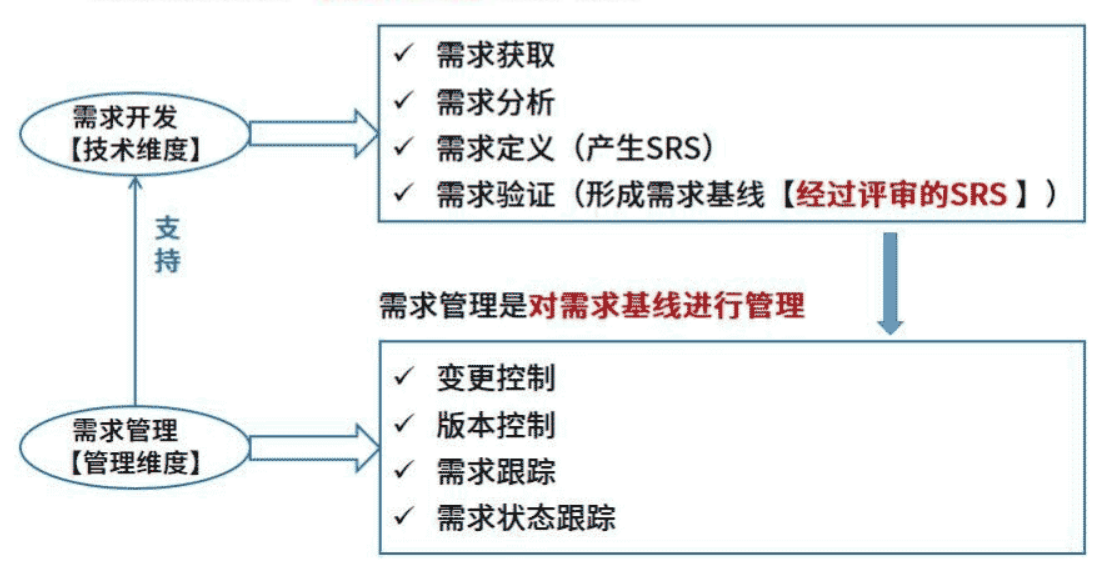 需求开发
【技术维度】
✓ 需求获取
✓ 需求分析
✓ 需求定义（产生SRS）
✓ 需求验证（形成需求基线【经过评审的SRS 】）
支
持
需求管理是对需求基线进行管理
需求管理
【管理维度】
✓ 变更控制
✓ 版本控制
✓ 需求跟踪
✓ 需求状态跟踪